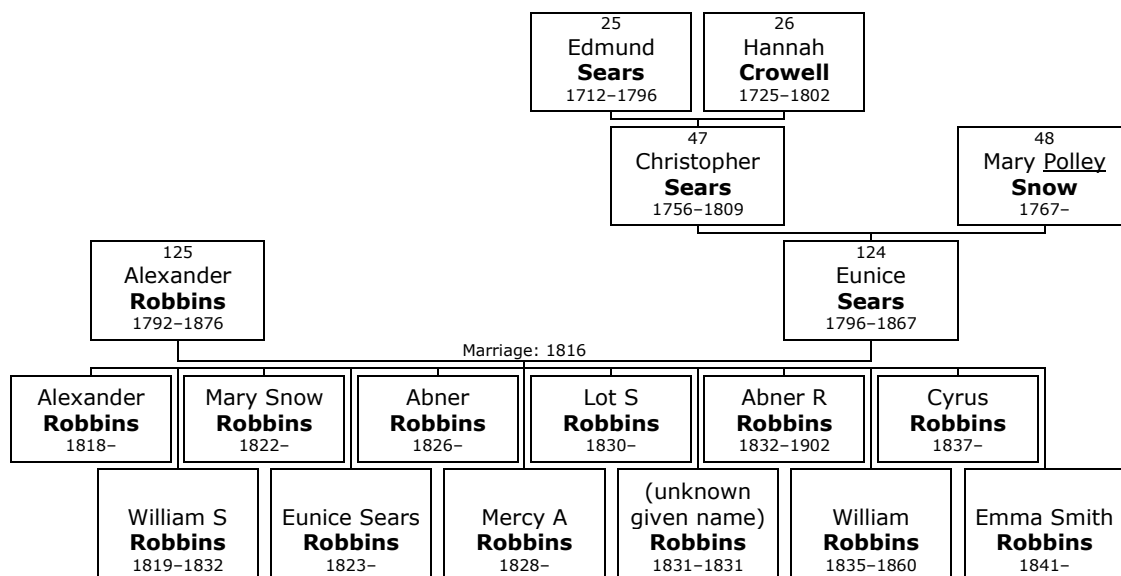 25
Edmund
Sears
1712–1796
26
Hannah
Crowell
1725–1802
47
Christopher
Sears
1756–1809
48
Mary Polley
Snow
1767–
125
Alexander
Robbins
1792–1876
124
Eunice
Sears
1796–1867
Marriage: 1816
Alexander
Robbins
1818–
Mary Snow
Robbins
1822–
Abner
Robbins
1826–
Lot S
Robbins
1830–
Abner R
Robbins
1832–1902
Cyrus
Robbins
1837–
William S
Robbins
1819–1832
Eunice Sears
Robbins
1823–
Mercy A
Robbins
1828–
(unknown
given name)
Robbins
1831–1831
William
Robbins
1835–1860
Emma Smith
Robbins
1841–